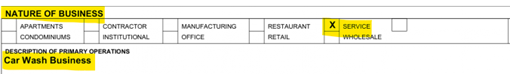 NATURE OF BUSINESS
APARTMENTS CONTRACTOR MANUFACTURING RESTAURANT X SERVICE
CONDOMINIUMS INSTITUTIONAL OFFICE RETAIL WHOLESALE
DESCRIPTION OF PRIMARY OPERATIONS
Car Wash Business